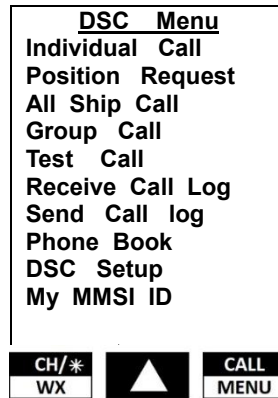 DSC Menu
Individual Call
Position Request
All Ship Call
Group Call
Test Call
Receive Call Log
Send Call log
Phone Book
DSC Setup
My MMSI ID
CH/✳ CALL
WX MENU